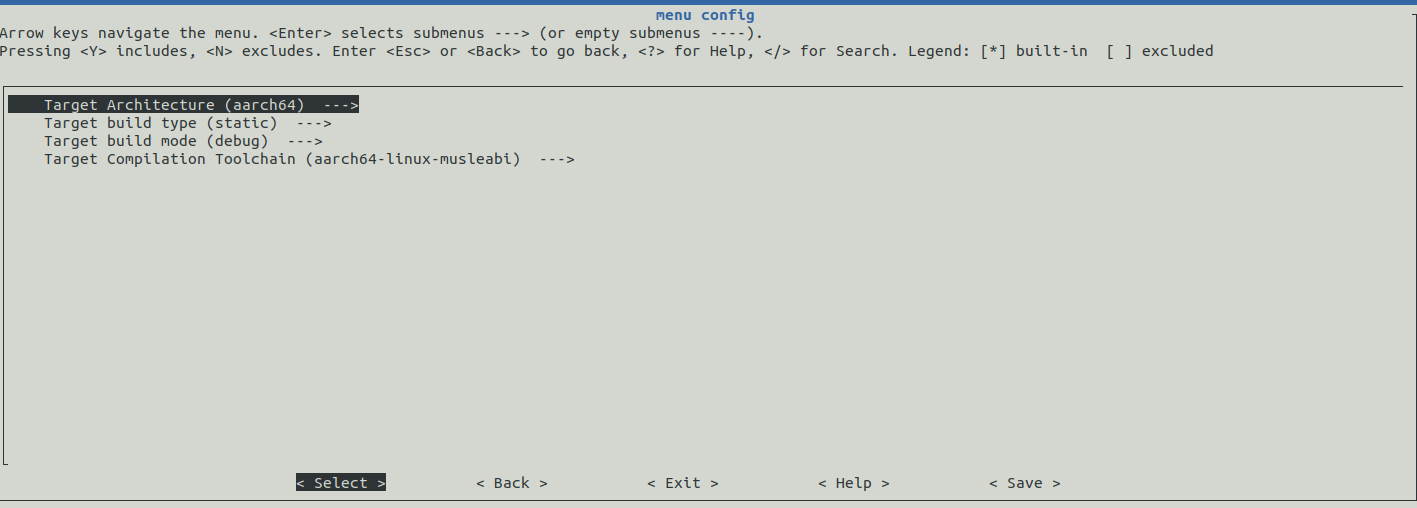 menu config
Arrow keys navigate the menu. <Enter> selects submenus ---> (or empty submenus ----).
Pressing <Y> includes, <N> excludes. Enter <Esc> or <Back> to go back, <?> for Help, </> for Search. Legend: [*] built-in  [ ] excluded
Target Architecture (aarch64)  --->
Target build type (static)  --->
Target build mode (debug)  --->
Target Compilation Toolchain (aarch64-linux-musleabi)  --->
< Select >    < Back >    < Exit >    < Help >    < Save >